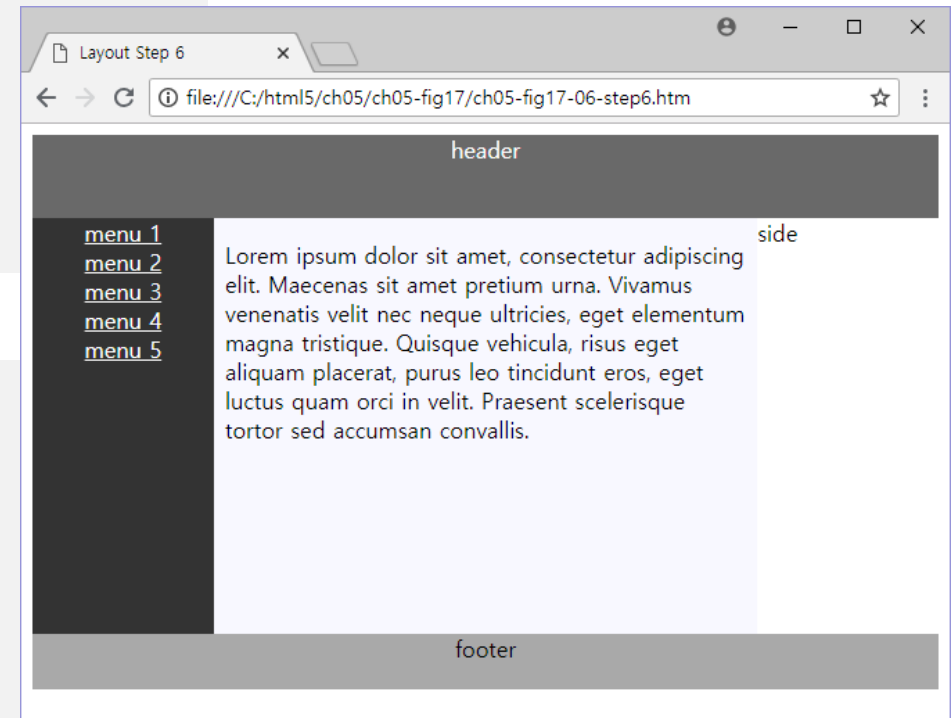 Layout Step 6
file:///C:/html5/ch05/ch05-fig17/ch05-fig17-06-step6.htm
header
menu 1
menu 2
menu 3
menu 4
menu 5
Lorem ipsum dolor sit amet, consectetur adipiscing
elit. Maecenas sit amet pretium urna. Vivamus
venenatis velit nec neque ultricies, eget elementum
magna tristique. Quisque vehicula, risus eget
aliquam placerat, purus leo tincidunt eros, eget
luctus quam orci in velit. Praesent scelerisque
tortor sed accumsan convallis.
side
footer